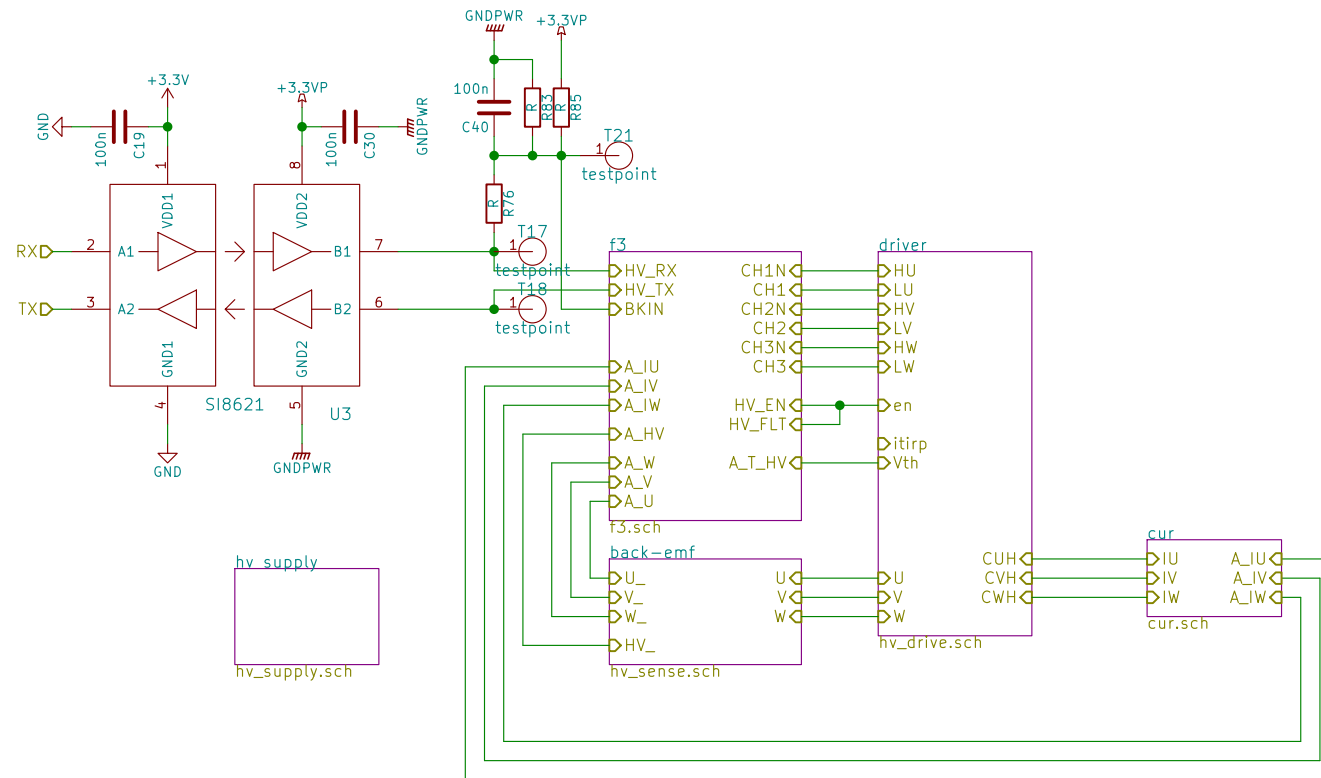 GNDPWR
+3.3VP
+3.3V
+3.3VP
GND
100n
C19
100n
C30
GNDPWR
100n
C40
R
R83
R
R85
T21
1
testpoint
1
8
VDD1
VDD2
R
R76
RX
2
A1
B1
7
T17
1
testpoint
TX
3
A2
B2
6
T18
1
testpoint
GND1
GND2
4
5
SI8621
U3
GND
GNDPWR
f3
HV_RX
HV_TX
BKIN
A_IU
A_IV
A_IW
A_HV
A_W
A_V
A_U
CH1N
CH1
CH2N
CH2
CH3N
CH3
HV_EN
HV_FLT
A_T_HV
f3.sch
driver
HU
LU
HV
LV
HW
LW
en
itirp
Vth
CUH
CVH
CWH
U
V
W
hv_drive.sch
back-emf
U_
V_
W_
HV_
U
V
W
hv_sense.sch
cur
IU
IV
IW
A_IU
A_IV
A_IW
cur.sch
hv_supply
hv_supply.sch